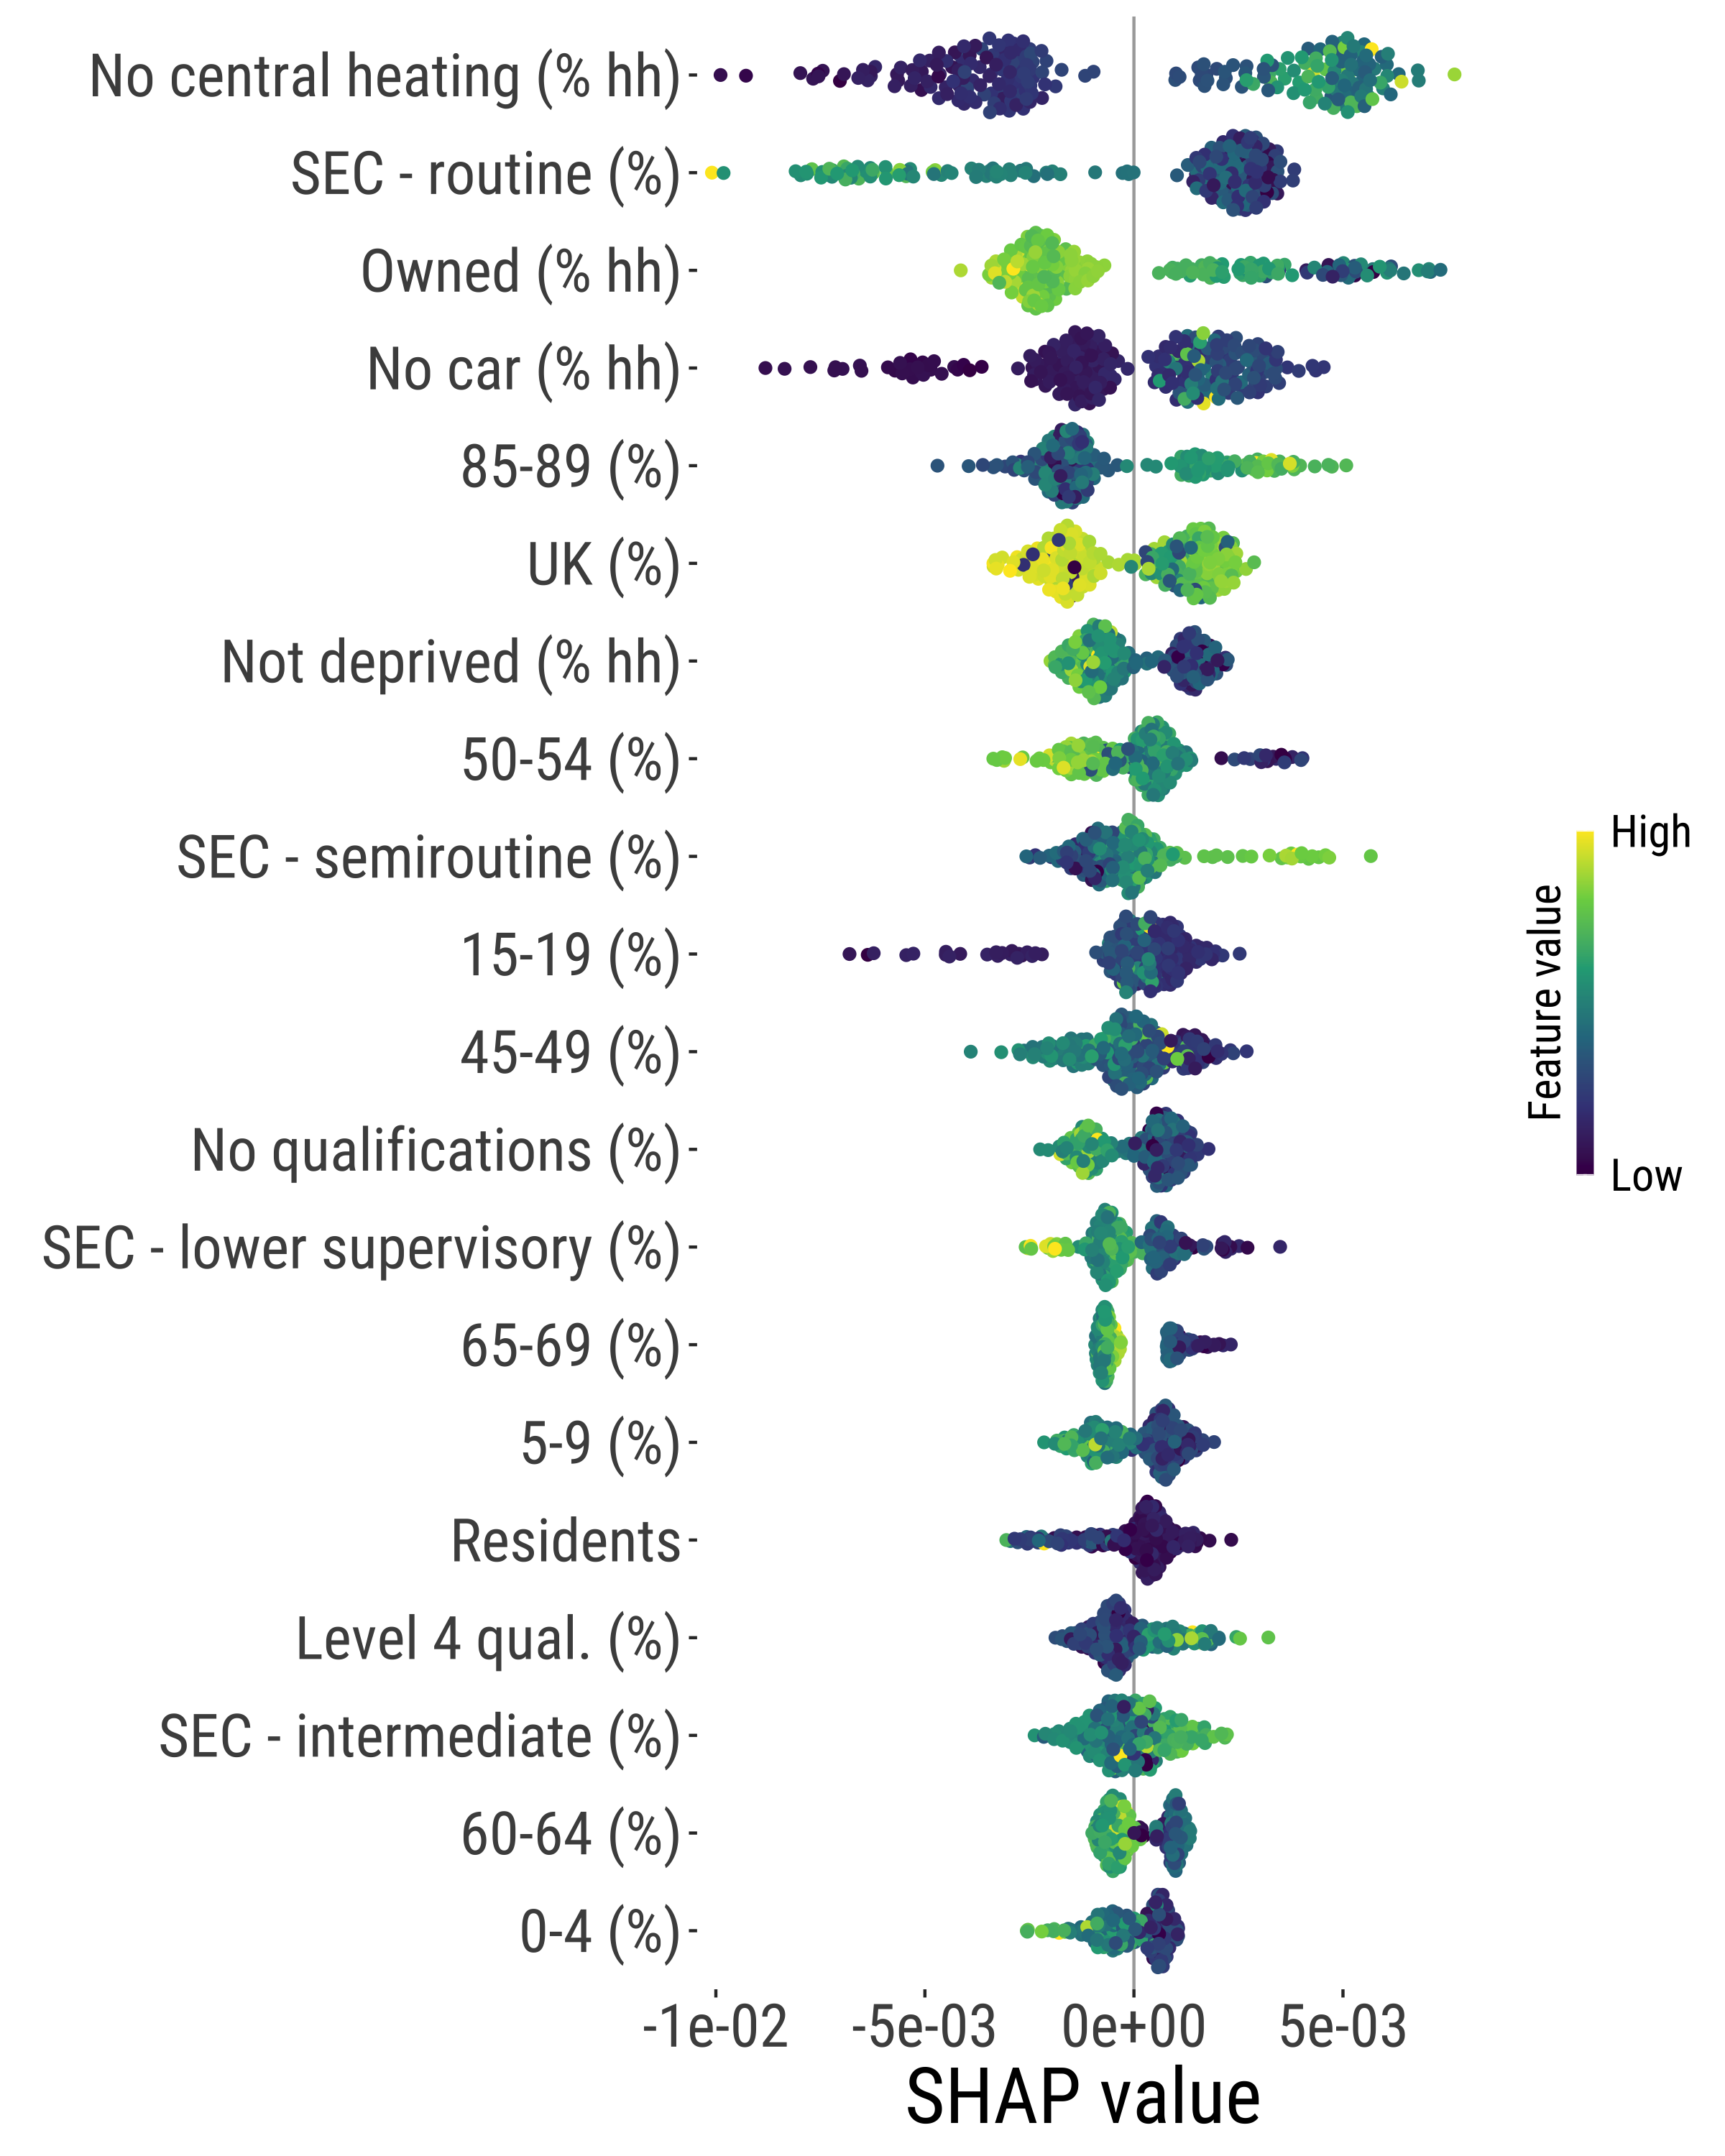 No central heating (% hh)
SEC - routine (%)
Owned (% hh)
No car (% hh)
85-89 (%)
UK (%)
Not deprived (% hh)
50-54 (%)
SEC - semiroutine (%)
15-19 (%)
45-49 (%)
No qualifications (%)
SEC - lower supervisory (%)
65-69 (%)
5-9 (%)
Residents
Level 4 qual. (%)
SEC - intermediate (%)
60-64 (%)
0-4 (%)
-1e-02 -5e-03 0e+00 5e-03
SHAP value
High
Feature value
Low